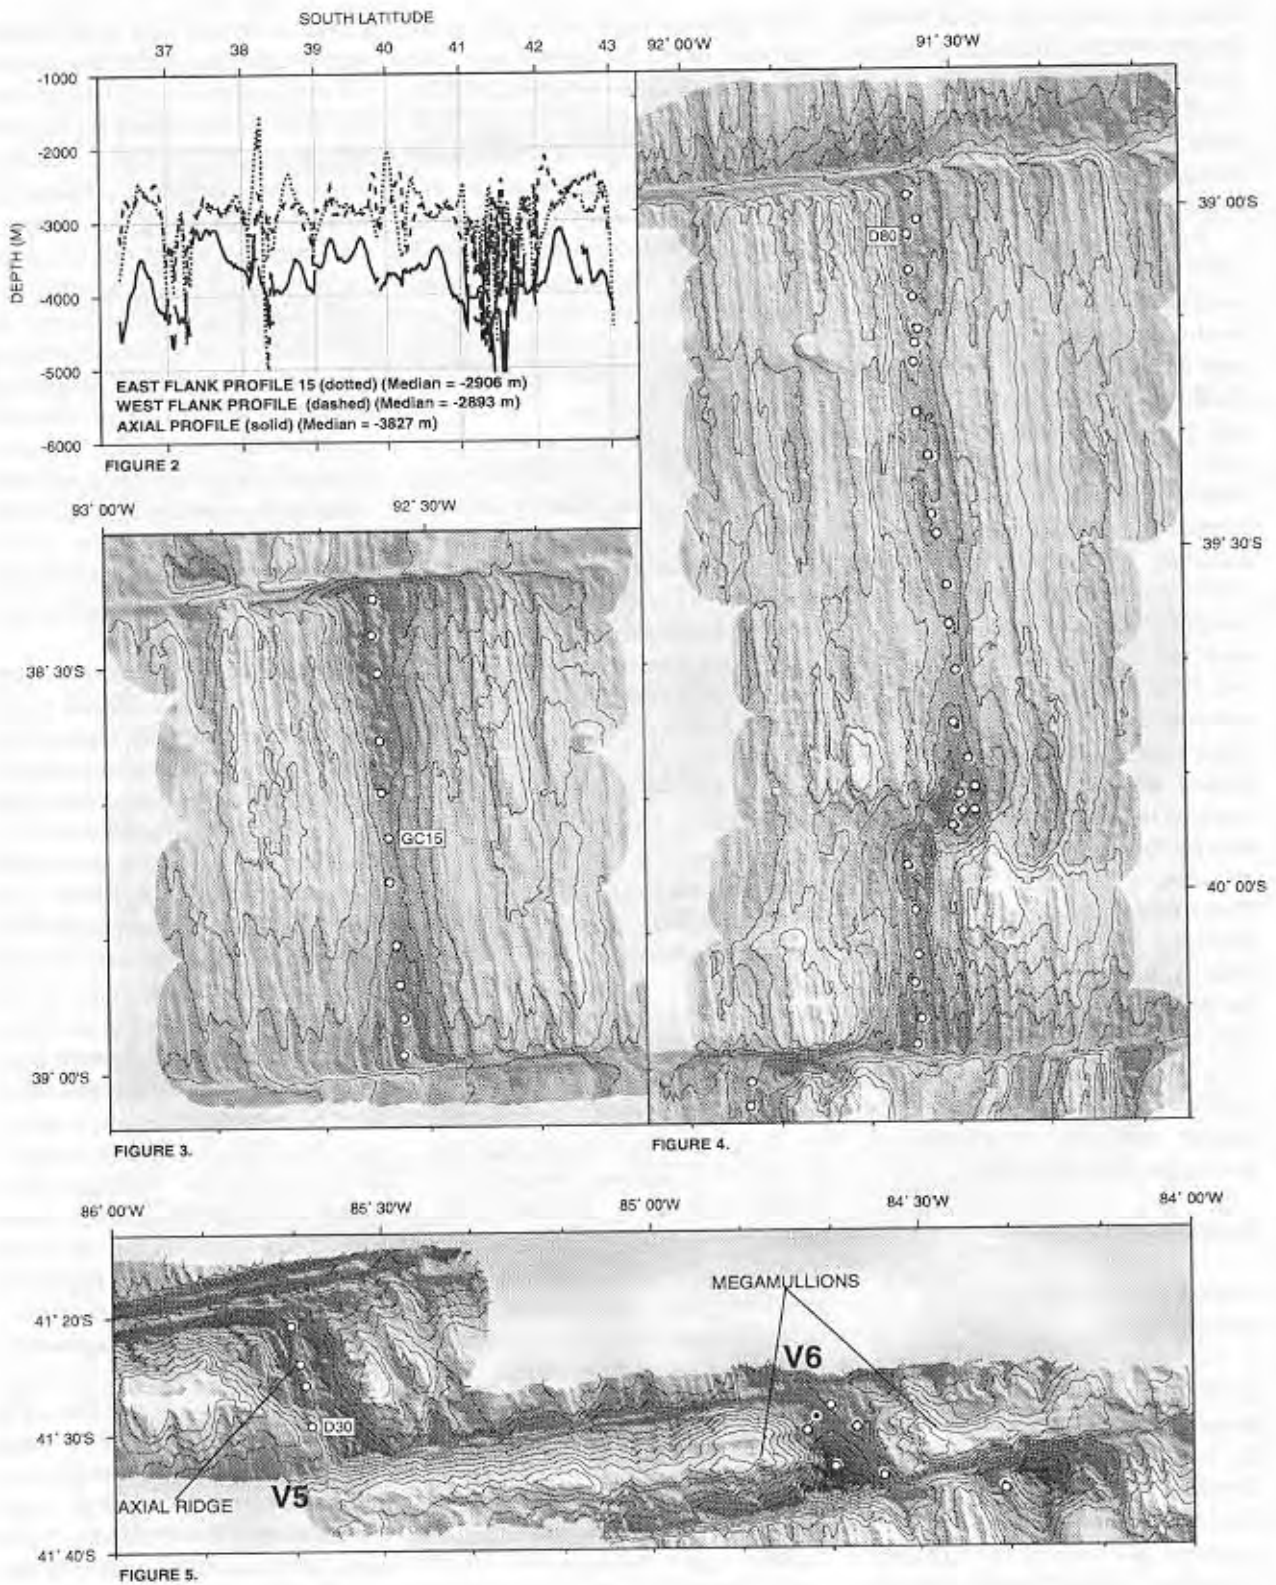 SOUTH LATITUDE
37 38 39 40 41 42 43
DEPTH (M)
-1000
-2000
-3000
-4000
-5000
-6000
EAST FLANK PROFILE 15 (dotted) (Median = -2906 m)
WEST FLANK PROFILE (dashed) (Median = -2893 m)
AXIAL PROFILE (solid) (Median = -3827 m)
FIGURE 2
92° 00'W 91° 30'W
39° 00'S
D80
39° 30'S
40° 00'S
FIGURE 4.
93° 00'W 92° 30'W
38° 30'S
GC15
39° 00'S
FIGURE 3.
86° 00'W 85° 30'W 85° 00'W 84° 30'W 84° 00'W
MEGAMULLIONS
41° 20'S
V6
D30
41° 30'S
V5
AXIAL RIDGE
41° 40'S
FIGURE 5.